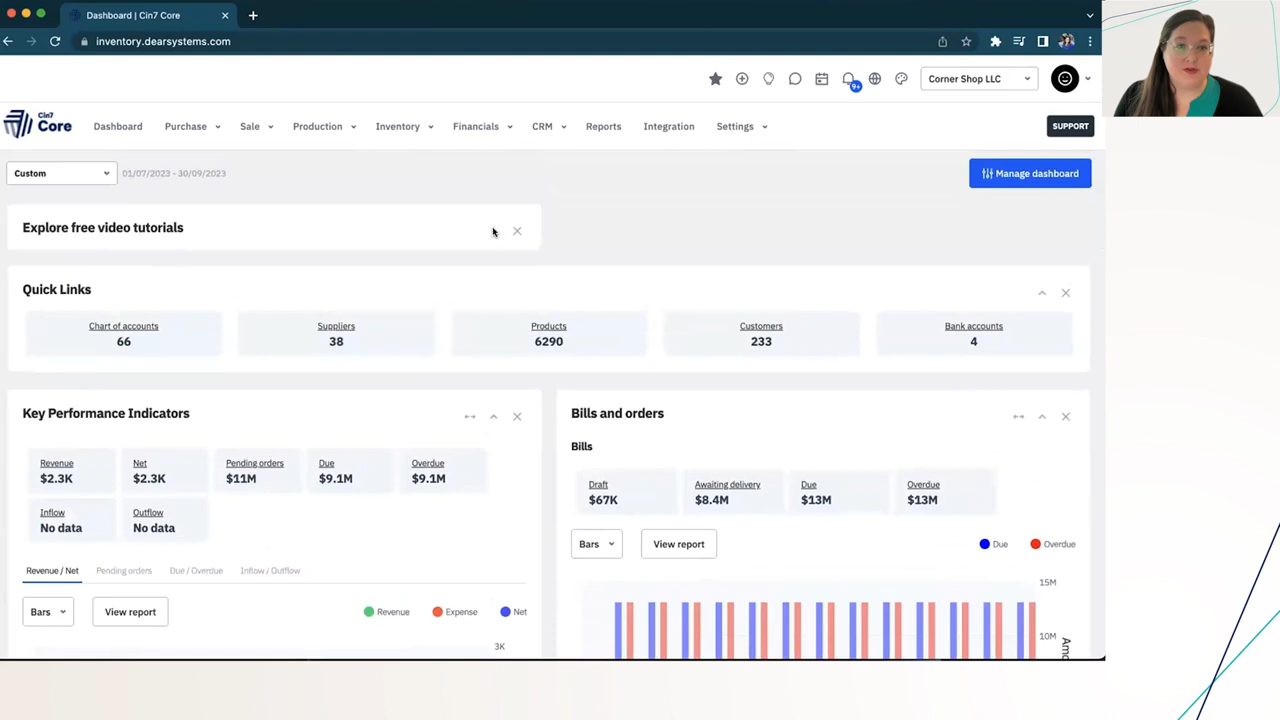 Dashboard | Cin7 Core
inventory.dearsystems.com
9+
Corner Shop LLC
Cin7
Core
Dashboard Purchase Sale Production Inventory Financials CRM Reports Integration Settings
SUPPORT
Custom 01/07/2023 - 30/09/2023
Manage dashboard
Explore free video tutorials
Quick Links
Chart of accounts Suppliers Products Customers Bank accounts
66 38 6290 233 4
Key Performance Indicators
Revenue Net Pending orders Due Overdue
$2.3K $2.3K $11M $9.1M $9.1M
Inflow Outflow
No data No data
Revenue / Net Pending orders Due / Overdue Inflow / Outflow
Bars View report Revenue Expense Net
3K
Bills and orders
Bills
Draft Awaiting delivery Due Overdue
$67K $8.4M $13M $13M
Bars View report Due Overdue
15M
10M